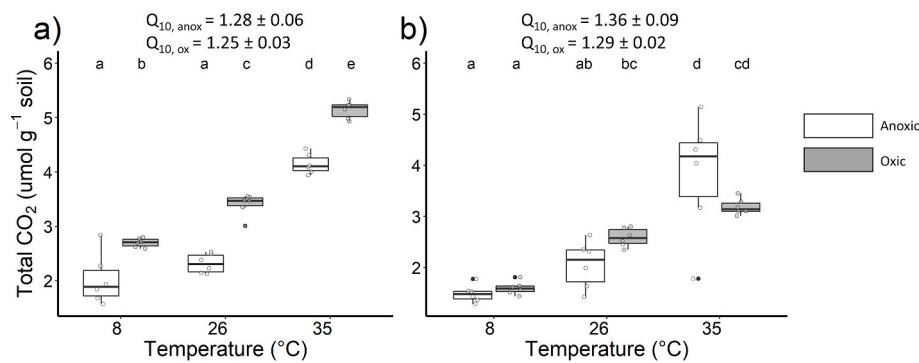 a)
Q10, anox = 1.28 ± 0.06
Q10, ox = 1.25 ± 0.03
a b a c d e
Total CO2 (umol g−1 soil)
6
5
4
3
2
8 26 35
Temperature (°C)
b)
Q10, anox = 1.36 ± 0.09
Q10, ox = 1.29 ± 0.02
a a ab bc d cd
6
5
4
3
2
8 26 35
Temperature (°C)
Anoxic
Oxic